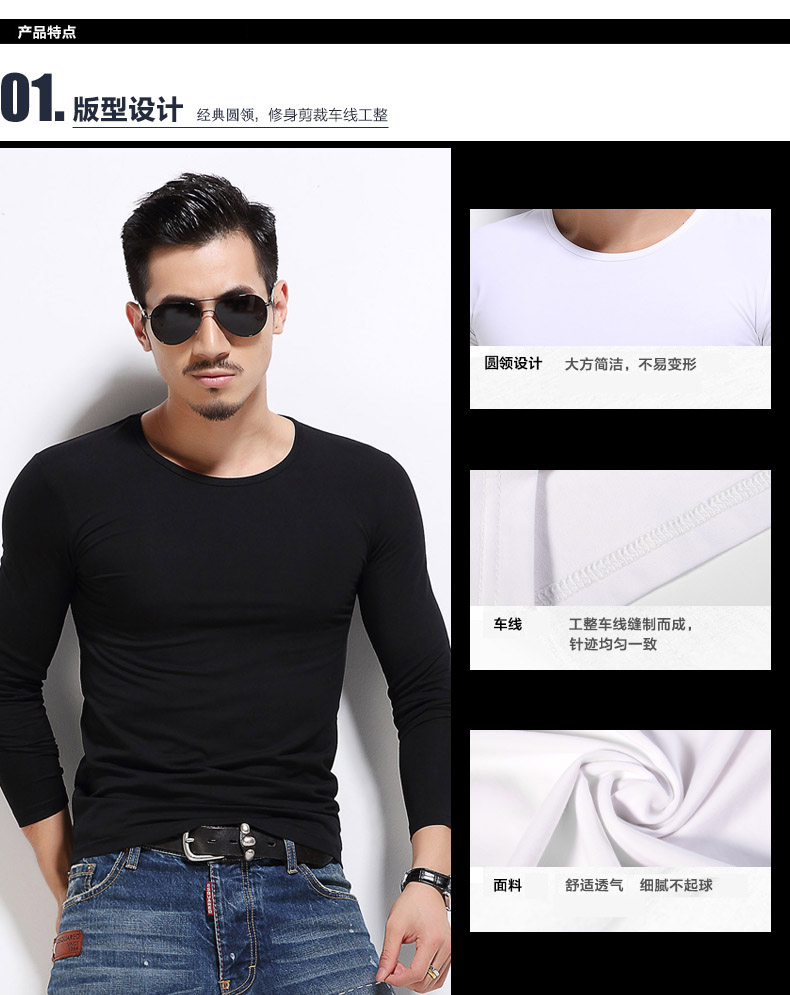 产品特点
01. 版型设计 经典圆领，修身剪裁车线工整
圆领设计 大方简洁，不易变形
车线 工整车线缝制而成，
针迹均匀一致
面料 舒适透气 细腻不起球